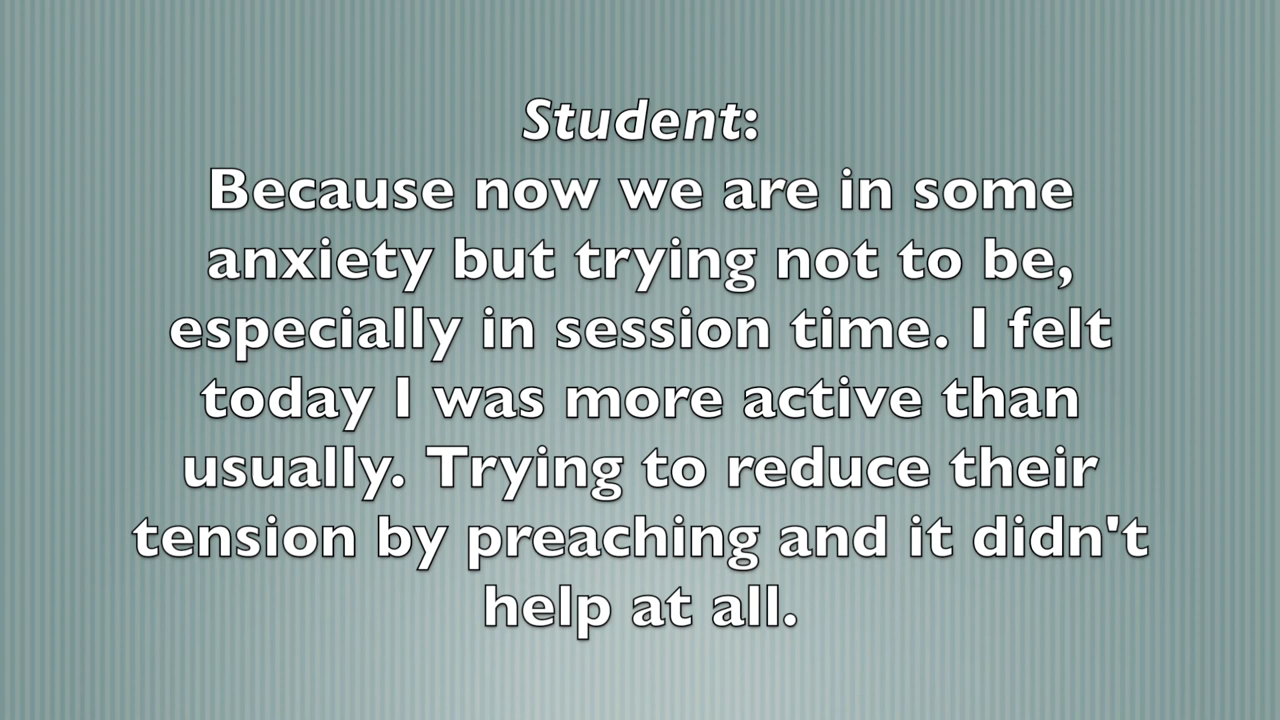 Student:
Because now we are in some
anxiety but trying not to be,
especially in session time. I felt
today I was more active than
usually. Trying to reduce their
tension by preaching and it didn't
help at all.